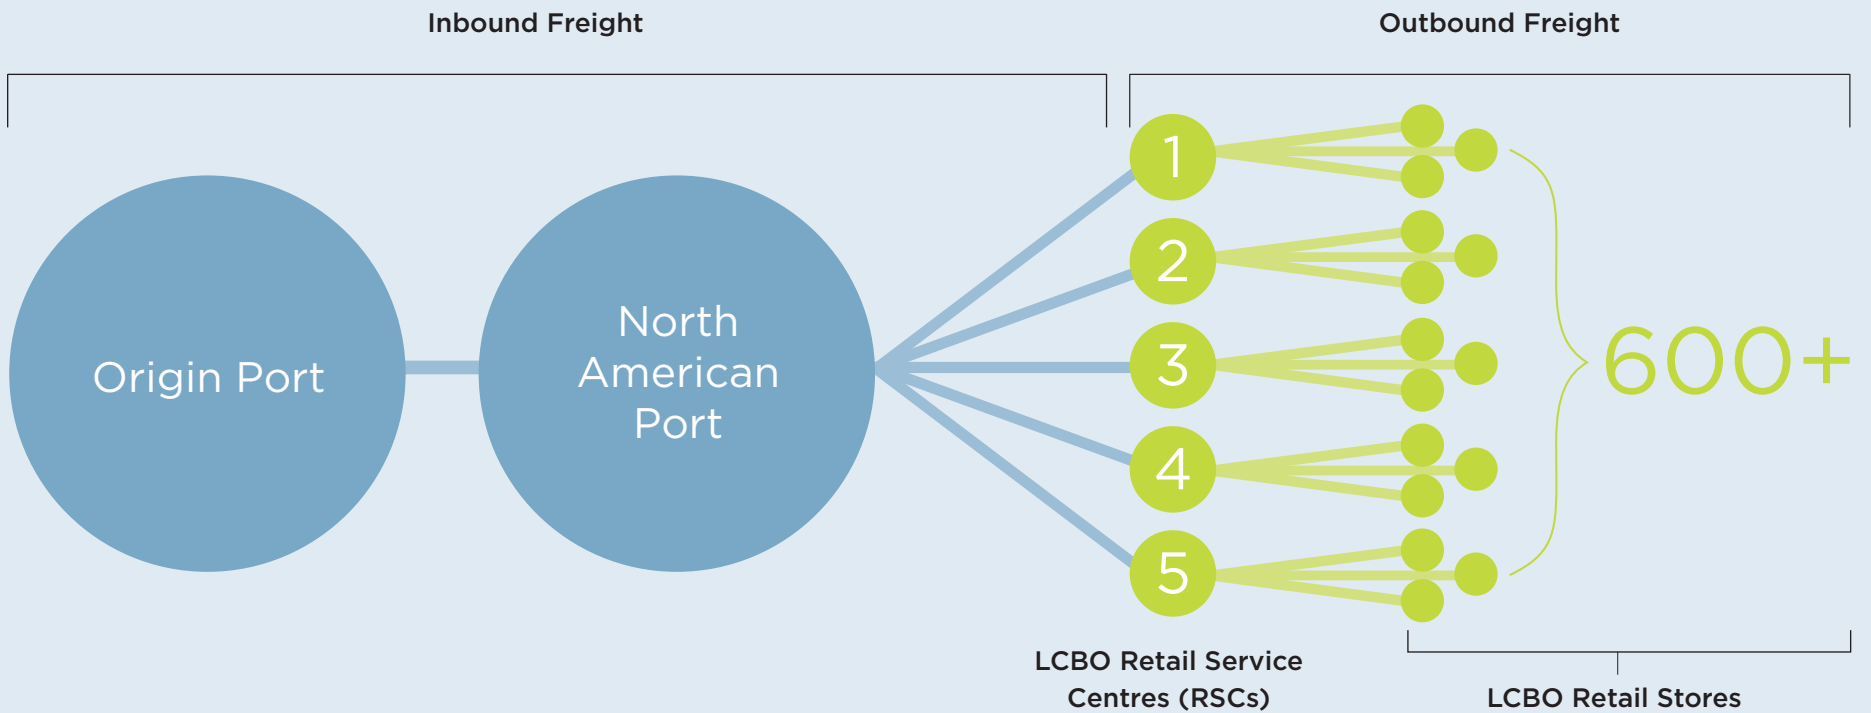 Inbound Freight
Outbound Freight
Origin Port
North
American
Port
1
2
3
4
5
600+
LCBO Retail Service
Centres (RSCs)
LCBO Retail Stores